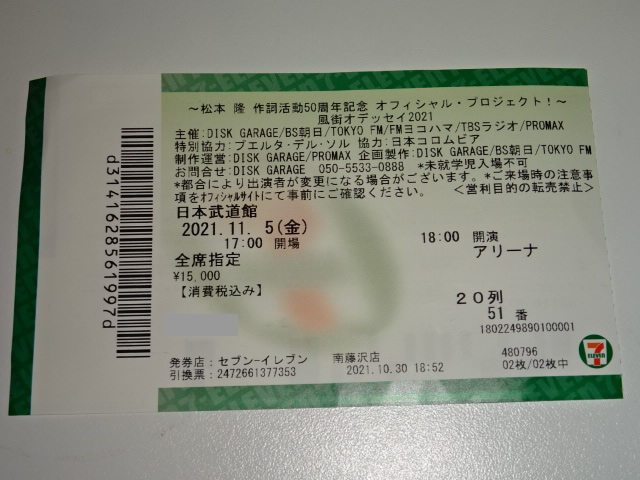 ～松本 隆 作詞活動50周年記念 オフィシャル・プロジェクト！～
風街オデッセイ2021
主催:DISK GARAGE/BS朝日/TOKYO FM/FMヨコハマ/TBSラジオ/PROMAX
特別協力:プエルタ・デル・ソル 協力:日本コロムビア
制作運営:DISK GARAGE/PROMAX 企画製作:DISK GARAGE/BS朝日/TOKYO FM
お問合せ:DISK GARAGE 050-5533-0888 *未就学児入場不可
*都合により出演者が変更になる場合がございます。*ご来場時の注意事
項をオフィシャルサイトにて事前にご確認ください。 <営利目的の転売禁止>
日本武道館
2021.11. 5(金)
17:00 開場 18:00 開演
全席指定 アリーナ
¥15,000
【消費税込み】
20列
51 番
1802249890100001
発券店:セブン-イレブン 南藤沢店 480796
引換票:2472661377353 2021.10.30 18:52 02枚/02枚中
7
ELEVEN
d31416285619997d